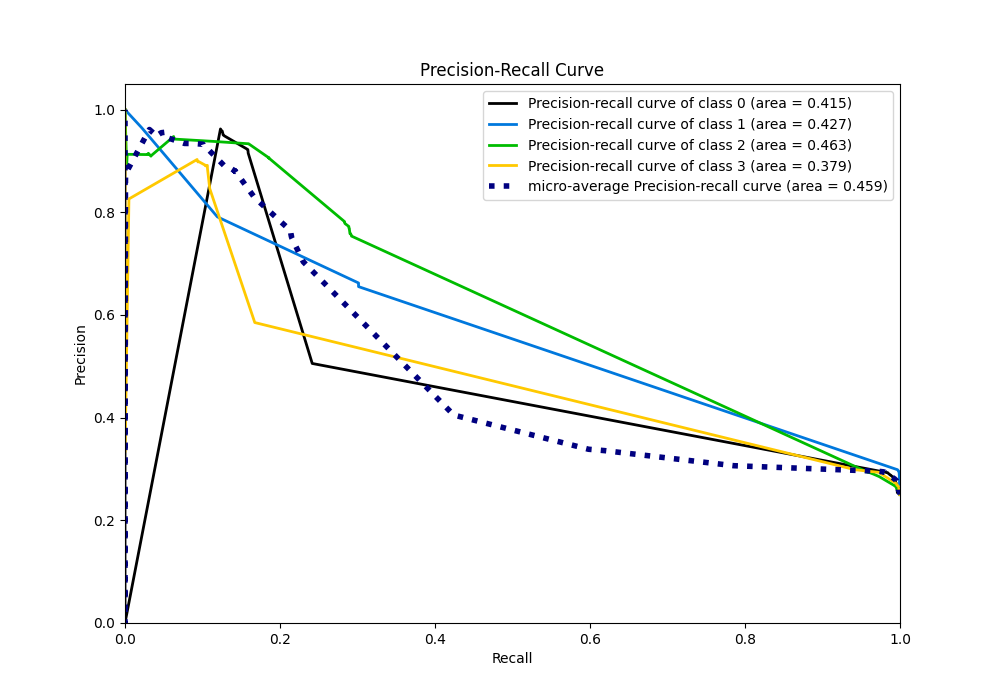 Precision-Recall Curve
Precision-recall curve of class 0 (area = 0.415)
Precision-recall curve of class 1 (area = 0.427)
Precision-recall curve of class 2 (area = 0.463)
Precision-recall curve of class 3 (area = 0.379)
micro-average Precision-recall curve (area = 0.459)
1.0
0.8
0.6
0.4
0.2
0.0
Precision
0.0 0.2 0.4 0.6 0.8 1.0
Recall